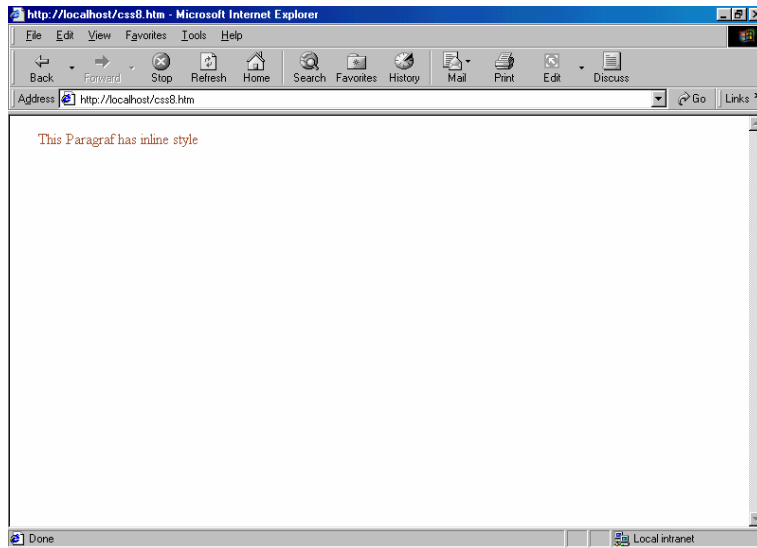 http://localhost/css8.htm - Microsoft Internet Explorer
File Edit View Favorites Tools Help
Back Forward Stop Refresh Home Search Favorites History Mail Print Edit Discuss
Address http://localhost/css8.htm Go Links
This Paragraf has inline style
Done Local intranet